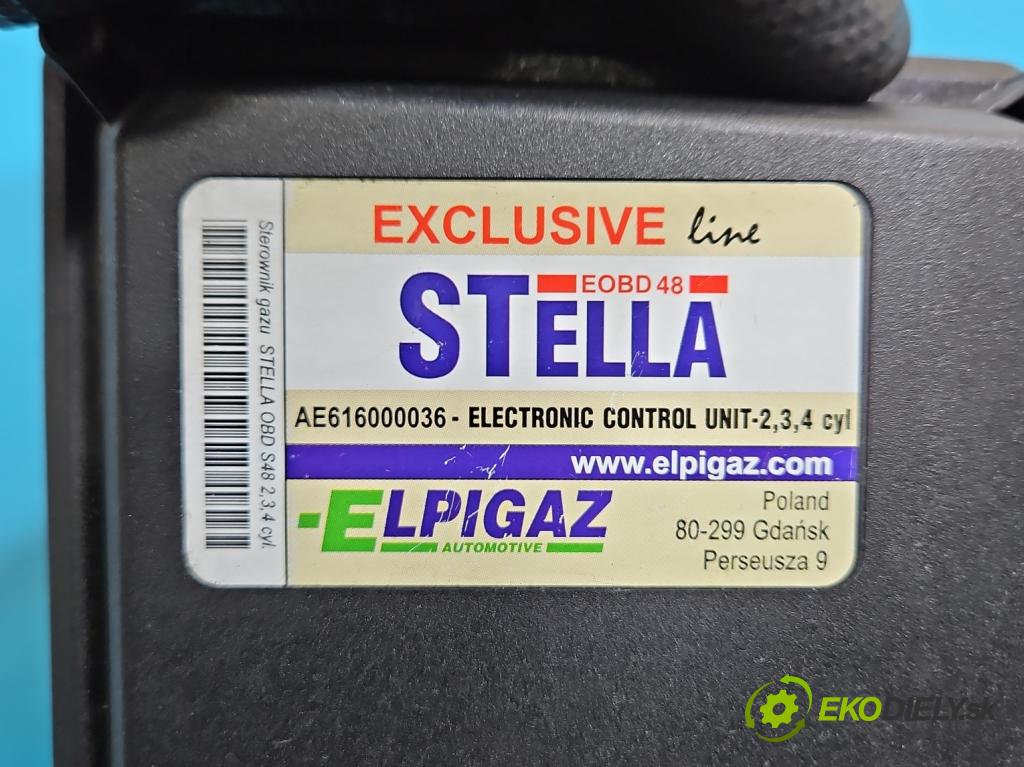 EXCLUSIVE line
EOBD 48
STELLA
AE616000036 - ELECTRONIC CONTROL UNIT-2,3,4 cyl
www.elpigaz.com
-ELPIGAZ
AUTOMOTIVE
Poland
80-299 Gdańsk
Perseusza 9
Sterownik gazu STELLA OBD S48 2,3,4 cyl.
EKODIELY.sk